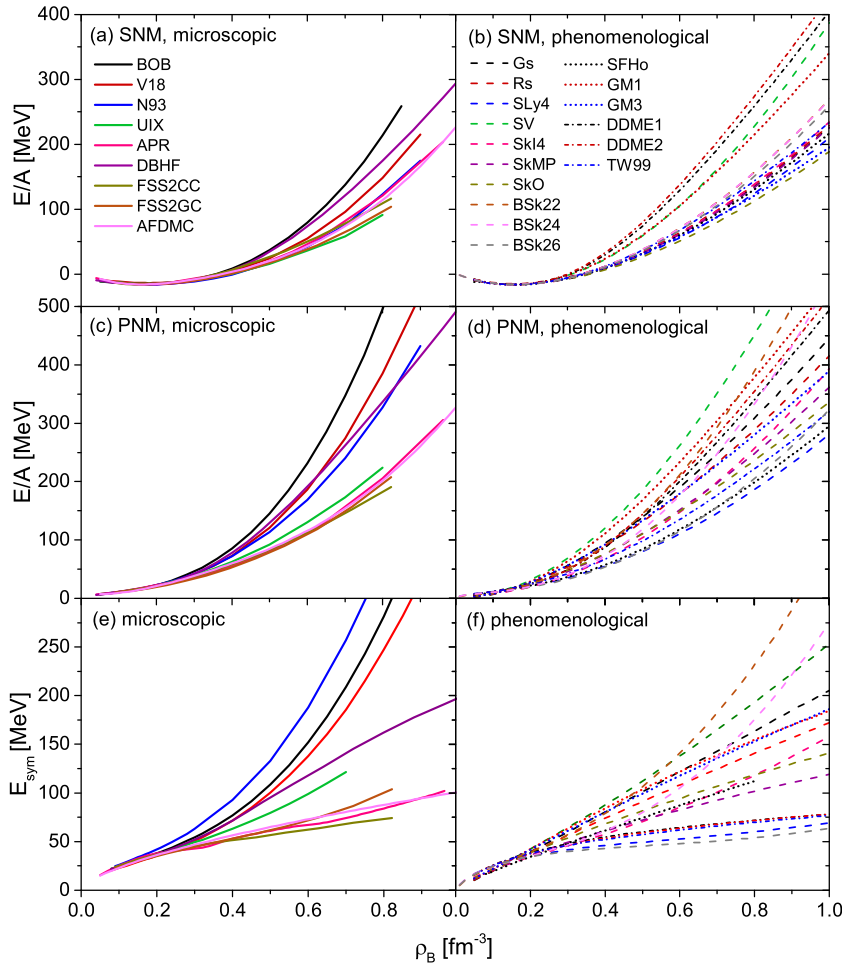 (a) SNM, microscopic
BOB
V18
N93
UIX
APR
DBHF
FSS2CC
FSS2GC
AFDMC
400
300
200
100
0
E/A [MeV]
(b) SNM, phenomenological
Gs
Rs
SLy4
SV
SkI4
SkMP
SkO
BSk22
BSk24
BSk26
SFHo
GM1
GM3
DDME1
DDME2
TW99
(c) PNM, microscopic
500
400
300
200
100
0
E/A [MeV]
(d) PNM, phenomenological
(e) microscopic
250
200
150
100
50
0
E_sym [MeV]
(f) phenomenological
0.0 0.2 0.4 0.6 0.8 0.0 0.2 0.4 0.6 0.8 1.0
ρ_B [fm⁻³]